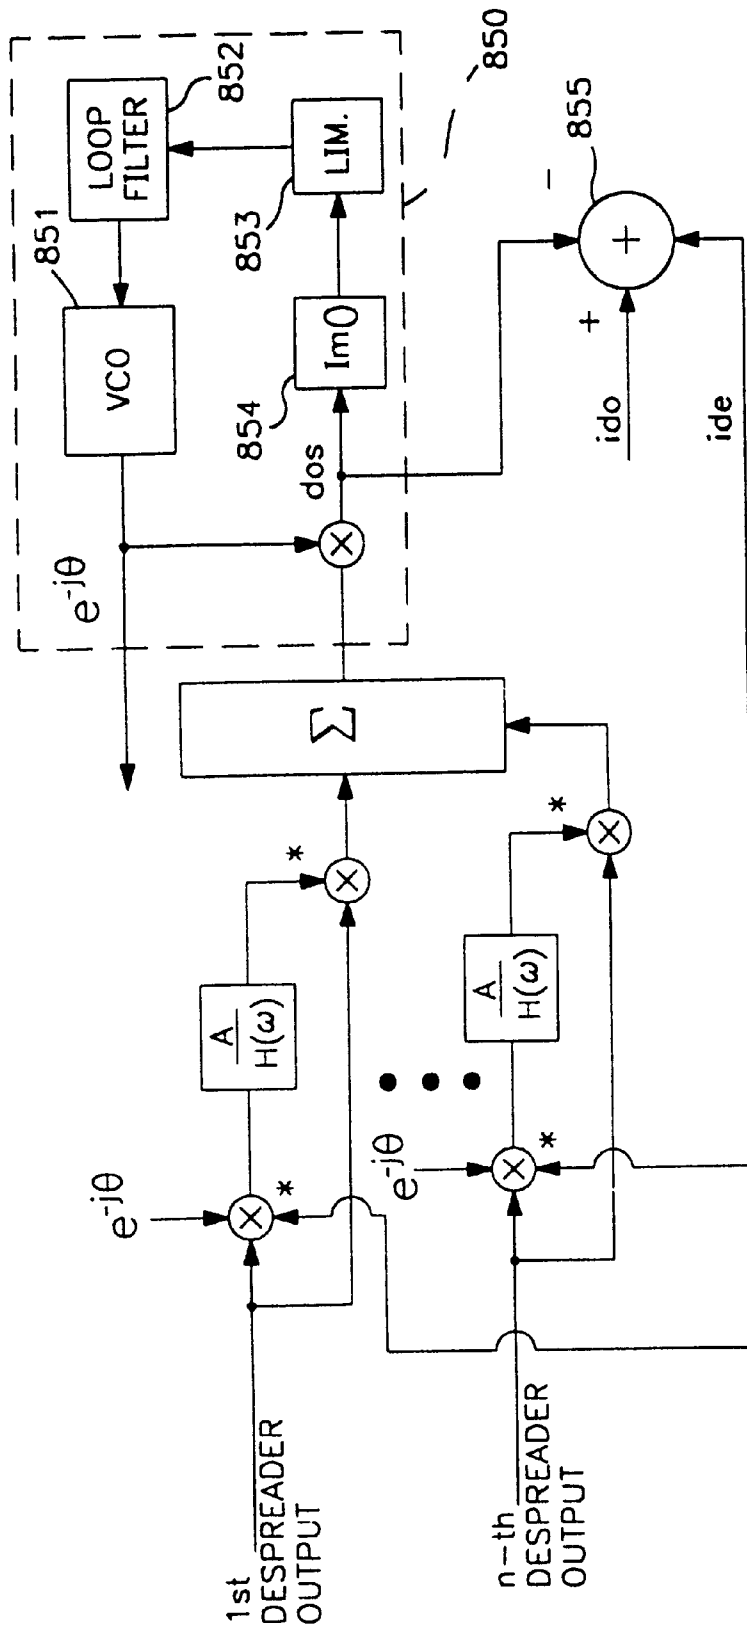 1st
DESPREADER
OUTPUT
e^-jθ
×
*
A
H(ω)
*
×
n-th
DESPREADER
OUTPUT
e^-jθ
×
*
A
H(ω)
*
×
Σ
e^-jθ
VCO
851
LOOP
FILTER
852
×
dos
Im()
854
LIM.
853
850
ido
+
ide
+
-
855